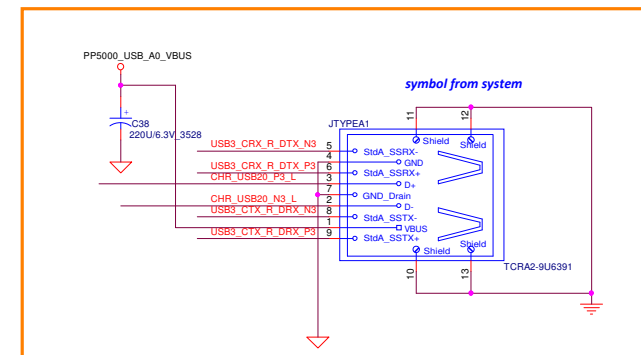 PP5000_USB_A0_VBUS
symbol from system
+
C38
220U/6.3V_3528
JTYPEA1
11
12
Shield
Shield
USB3_CRX_R_DTX_N3
5
StdA_SSRX-
4
GND
USB3_CRX_R_DTX_P3
6
StdA_SSRX+
CHR_USB20_P3_L
3
D+
7
GND_Drain
CHR_USB20_N3_L
2
D-
USB3_CTX_R_DRX_N3
8
StdA_SSTX-
1
VBUS
USB3_CTX_R_DRX_P3
9
StdA_SSTX+
Shield
Shield
10
13
TCRA2-9U6391